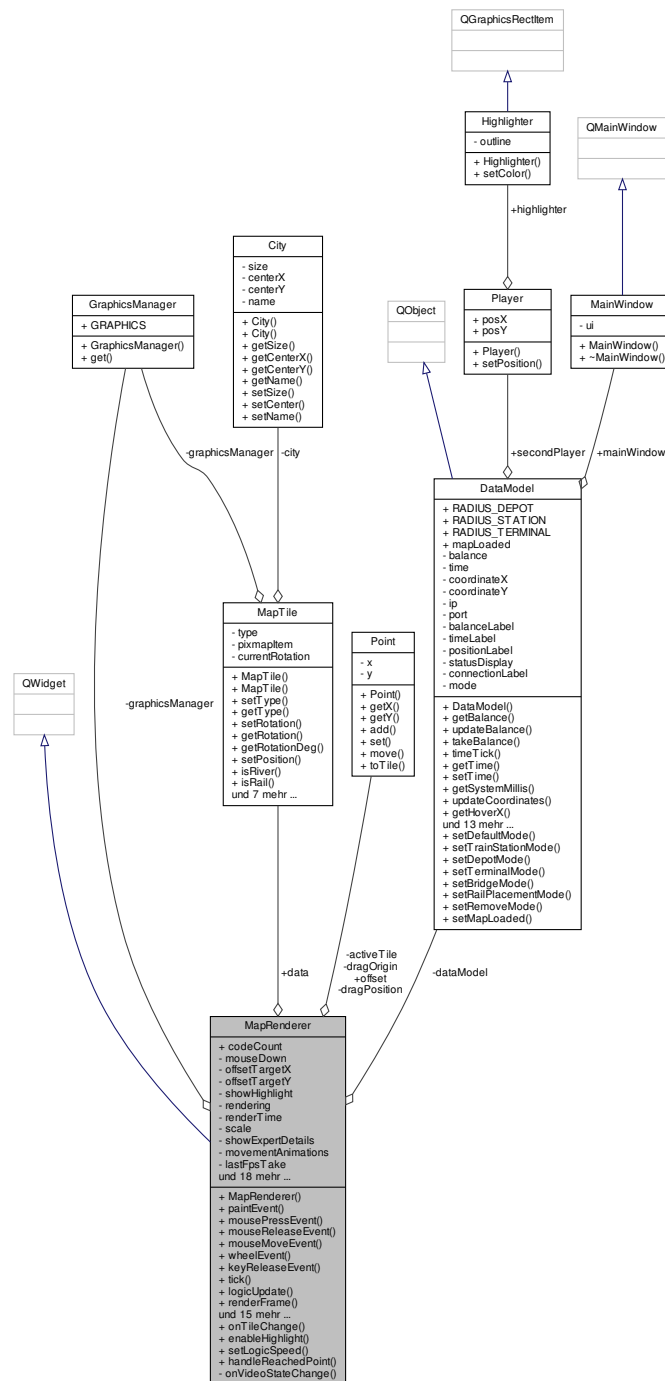 QGraphicsRectItem
Highlighter
- outline
+ Highlighter()
+ setColor()
QMainWindow
+highlighter
City
- size
- centerX
- centerY
- name
+ City()
+ City()
+ getSize()
+ getCenterX()
+ getCenterY()
+ getName()
+ setSize()
+ setCenter()
+ setName()
GraphicsManager
+ GRAPHICS
+ GraphicsManager()
+ get()
QObject
Player
+ posX
+ posY
+ Player()
+ setPosition()
MainWindow
- ui
+ MainWindow()
+ ~MainWindow()
-graphicsManager
-city
+secondPlayer
+mainWindow
DataModel
+ RADIUS_DEPOT
+ RADIUS_STATION
+ RADIUS_TERMINAL
+ mapLoaded
- balance
- time
- coordinateX
- coordinateY
- ip
- port
- balanceLabel
- timeLabel
- positionLabel
- statusDisplay
- connectionLabel
- mode
+ DataModel()
+ getBalance()
+ updateBalance()
+ takeBalance()
+ timeTick()
+ getTime()
+ setTime()
+ getSystemMillis()
+ updateCoordinates()
+ getHoverX()
und 13 mehr ...
+ setDefaultMode()
+ setTrainStationMode()
+ setDepotMode()
+ setTerminalMode()
+ setBridgeMode()
+ setRailPlacementMode()
+ setRemoveMode()
+ setMapLoaded()
MapTile
- type
- pixmapItem
- currentRotation
+ MapTile()
+ MapTile()
+ setType()
+ getType()
+ setRotation()
+ getRotation()
+ getRotationDeg()
+ setPosition()
+ isRiver()
+ isRail()
und 7 mehr ...
Point
- x
- y
+ Point()
+ getX()
+ getY()
+ add()
+ set()
+ move()
+ toTile()
QWidget
-graphicsManager
+data
-activeTile
-dragOrigin
+offset
-dragPosition
-dataModel
MapRenderer
+ codeCount
- mouseDown
- offsetTargetX
- offsetTargetY
- showHighlight
- rendering
- renderTime
- scale
- showExpertDetails
- movementAnimations
- lastFpsTake
und 18 mehr ...
+ MapRenderer()
+ paintEvent()
+ mousePressEvent()
+ mouseReleaseEvent()
+ mouseMoveEvent()
+ wheelEvent()
+ keyReleaseEvent()
+ tick()
+ logicUpdate()
+ renderFrame()
und 15 mehr ...
+ onTileChange()
+ enableHighlight()
+ setLogicSpeed()
+ handleReachedPoint()
- onVideoStateChange()